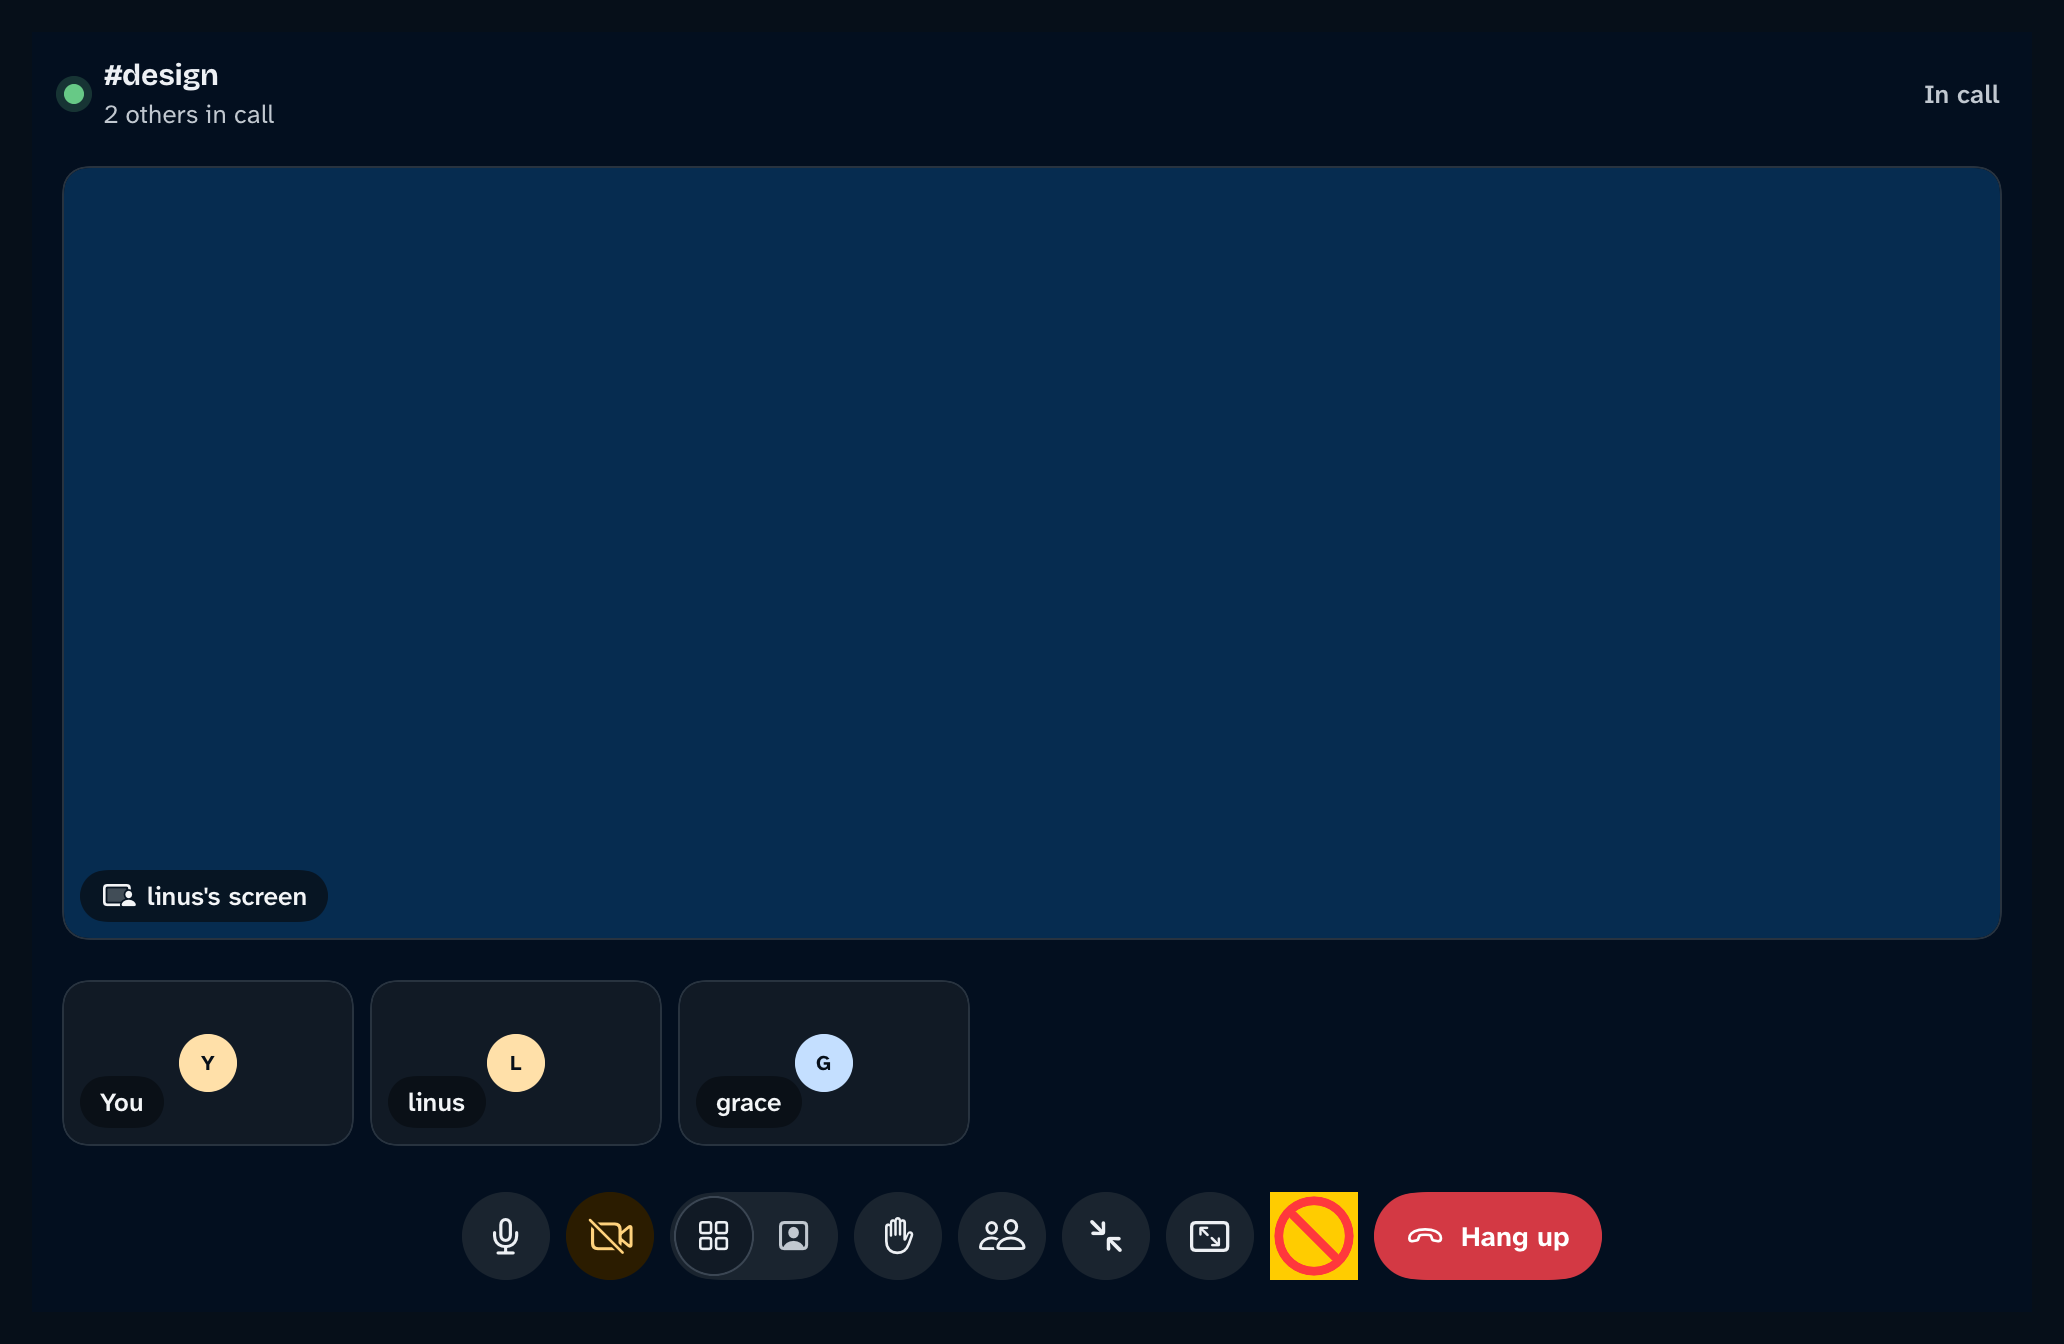 #design
2 others in call
In call
linus's screen
Y
You
L
linus
G
grace
Hang up